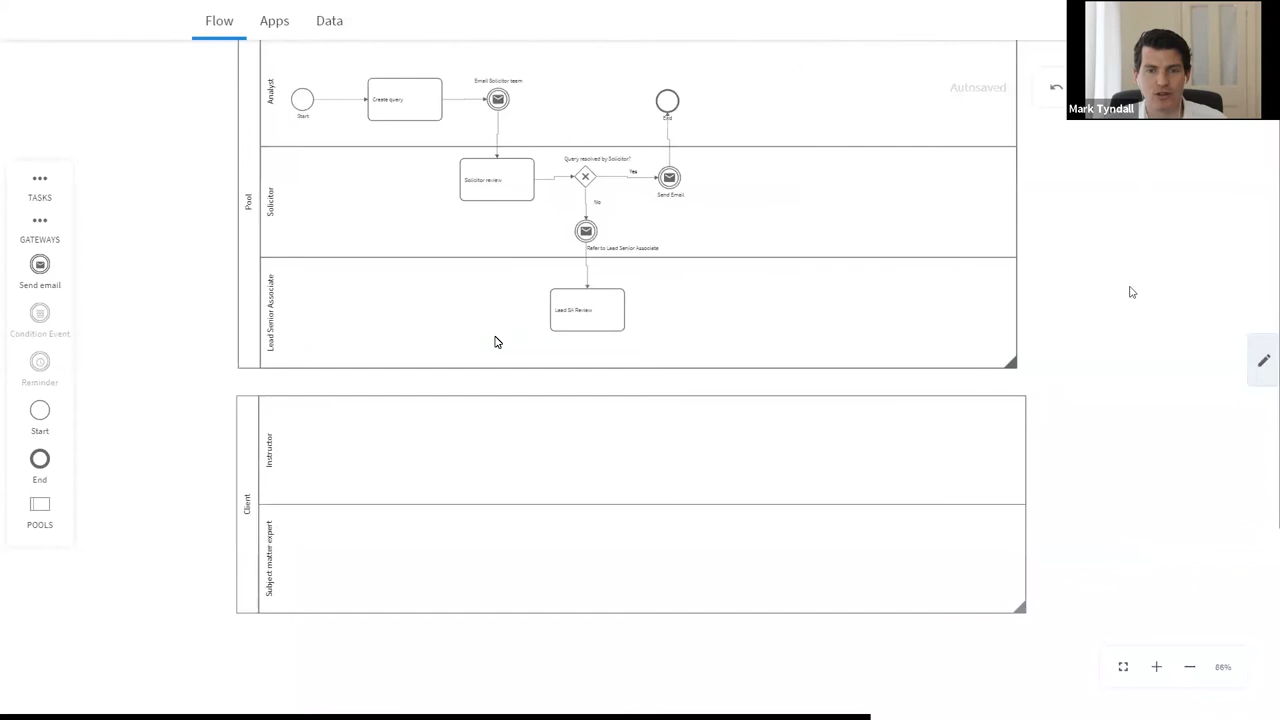 Flow Apps Data
Autosaved
Mark Tyndall
TASKS
GATEWAYS
Send email
Condition Event
Reminder
Start
End
POOLS
Pool
Analyst
Start
Create query
Email Solicitor team
End
Solicitor
Solicitor review
Query resolved by Solicitor?
Yes
Send Email
No
Refer to Lead Senior Associate
Lead Senior Associate
Lead SA Review
Client
Instructor
Subject matter expert
86%